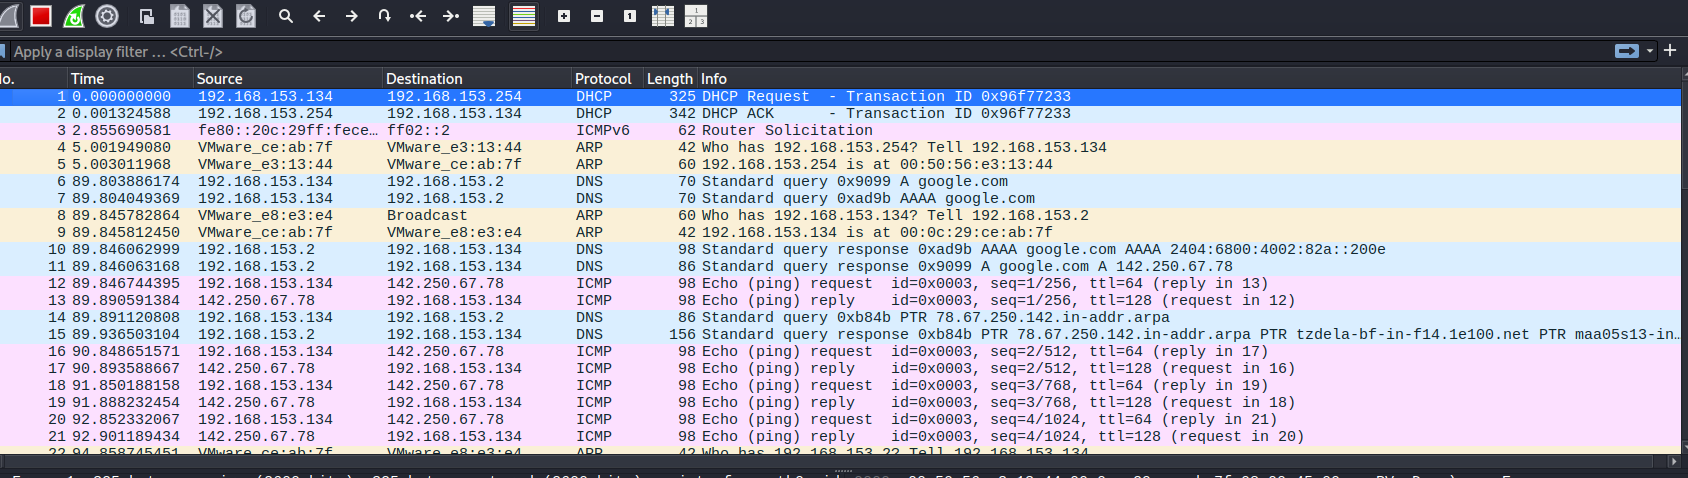 Apply a display filter … <Ctrl-/>
No. Time Source Destination Protocol Length Info
1 0.000000000 192.168.153.134 192.168.153.254 DHCP 325 DHCP Request - Transaction ID 0x96f77233
2 0.001324588 192.168.153.254 192.168.153.134 DHCP 342 DHCP ACK - Transaction ID 0x96f77233
3 2.855690581 fe80::20c:29ff:fece… ff02::2 ICMPv6 62 Router Solicitation
4 5.001949080 VMware_ce:ab:7f VMware_e3:13:44 ARP 42 Who has 192.168.153.254? Tell 192.168.153.134
5 5.003011968 VMware_e3:13:44 VMware_ce:ab:7f ARP 60 192.168.153.254 is at 00:50:56:e3:13:44
6 89.803886174 192.168.153.134 192.168.153.2 DNS 70 Standard query 0x9099 A google.com
7 89.804049369 192.168.153.134 192.168.153.2 DNS 70 Standard query 0xad9b AAAA google.com
8 89.845782864 VMware_e8:e3:e4 Broadcast ARP 60 Who has 192.168.153.134? Tell 192.168.153.2
9 89.845812450 VMware_ce:ab:7f VMware_e8:e3:e4 ARP 42 192.168.153.134 is at 00:0c:29:ce:ab:7f
10 89.846062999 192.168.153.2 192.168.153.134 DNS 98 Standard query response 0xad9b AAAA google.com AAAA 2404:6800:4002:82a::200e
11 89.846063168 192.168.153.2 192.168.153.134 DNS 86 Standard query response 0x9099 A google.com A 142.250.67.78
12 89.846744395 192.168.153.134 142.250.67.78 ICMP 98 Echo (ping) request id=0x0003, seq=1/256, ttl=64 (reply in 13)
13 89.890591384 142.250.67.78 192.168.153.134 ICMP 98 Echo (ping) reply id=0x0003, seq=1/256, ttl=128 (request in 12)
14 89.891120808 192.168.153.134 192.168.153.2 DNS 86 Standard query 0xb84b PTR 78.67.250.142.in-addr.arpa
15 89.936503104 192.168.153.2 192.168.153.134 DNS 156 Standard query response 0xb84b PTR 78.67.250.142.in-addr.arpa PTR tzdela-bf-in-f14.1e100.net PTR maa05s13-in…
16 90.848651571 192.168.153.134 142.250.67.78 ICMP 98 Echo (ping) request id=0x0003, seq=2/512, ttl=64 (reply in 17)
17 90.893588667 142.250.67.78 192.168.153.134 ICMP 98 Echo (ping) reply id=0x0003, seq=2/512, ttl=128 (request in 16)
18 91.850188158 192.168.153.134 142.250.67.78 ICMP 98 Echo (ping) request id=0x0003, seq=3/768, ttl=64 (reply in 19)
19 91.888232454 142.250.67.78 192.168.153.134 ICMP 98 Echo (ping) reply id=0x0003, seq=3/768, ttl=128 (request in 18)
20 92.852332067 192.168.153.134 142.250.67.78 ICMP 98 Echo (ping) request id=0x0003, seq=4/1024, ttl=64 (reply in 21)
21 92.901189434 142.250.67.78 192.168.153.134 ICMP 98 Echo (ping) reply id=0x0003, seq=4/1024, ttl=128 (request in 20)
22 94.858745451 VMware_ce:ab:7f VMware_e8:e3:e4 ARP 42 Who has 192.168.153.2? Tell 192.168.153.134